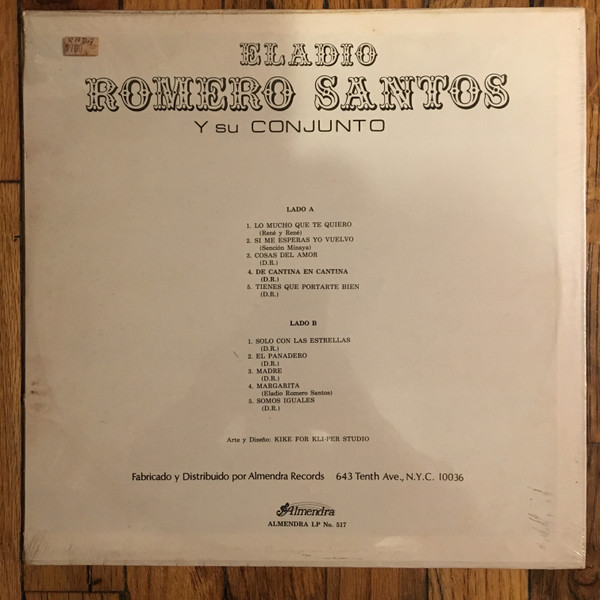 ELADIO
ROMERO SANTOS
Y su CONJUNTO
LADO A
1. LO MUCHO QUE TE QUIERO
(René y René)
2. SI ME ESPERAS YO VUELVO
(Sención Minaya)
3. COSAS DEL AMOR
(D.R.)
4. DE CANTINA EN CANTINA
(D.R.)
5. TIENES QUE PORTARTE BIEN
(D.R.)
LADO B
1. SOLO CON LAS ESTRELLAS
(D.R.)
2. EL PANADERO
(D.R.)
3. MADRE
(D.R.)
4. MARGARITA
(Eladio Romero Santos)
5. SOMOS IGUALES
(D.R.)
Arte y Diseño: KIKE FOR KLI-PER STUDIO
Fabricado y Distribuido por Almendra Records 643 Tenth Ave., N.Y.C. 10036
Almendra
ALMENDRA LP No. 517